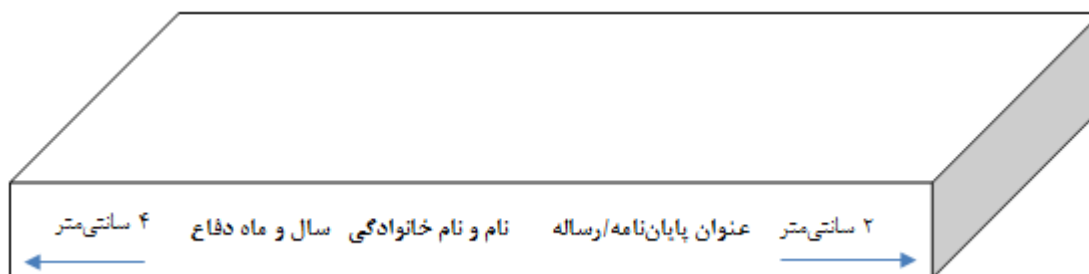 ۲ سانتی‌متر عنوان پایان‌نامه/رساله نام و نام خانوادگی سال و ماه دفاع ۴ سانتی‌متر